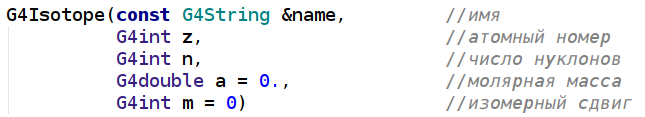 G4Isotope(const G4String &name, //имя
G4int z, //атомный номер
G4int n, //число нуклонов
G4double a = 0., //молярная масса
G4int m = 0) //изомерный сдвиг